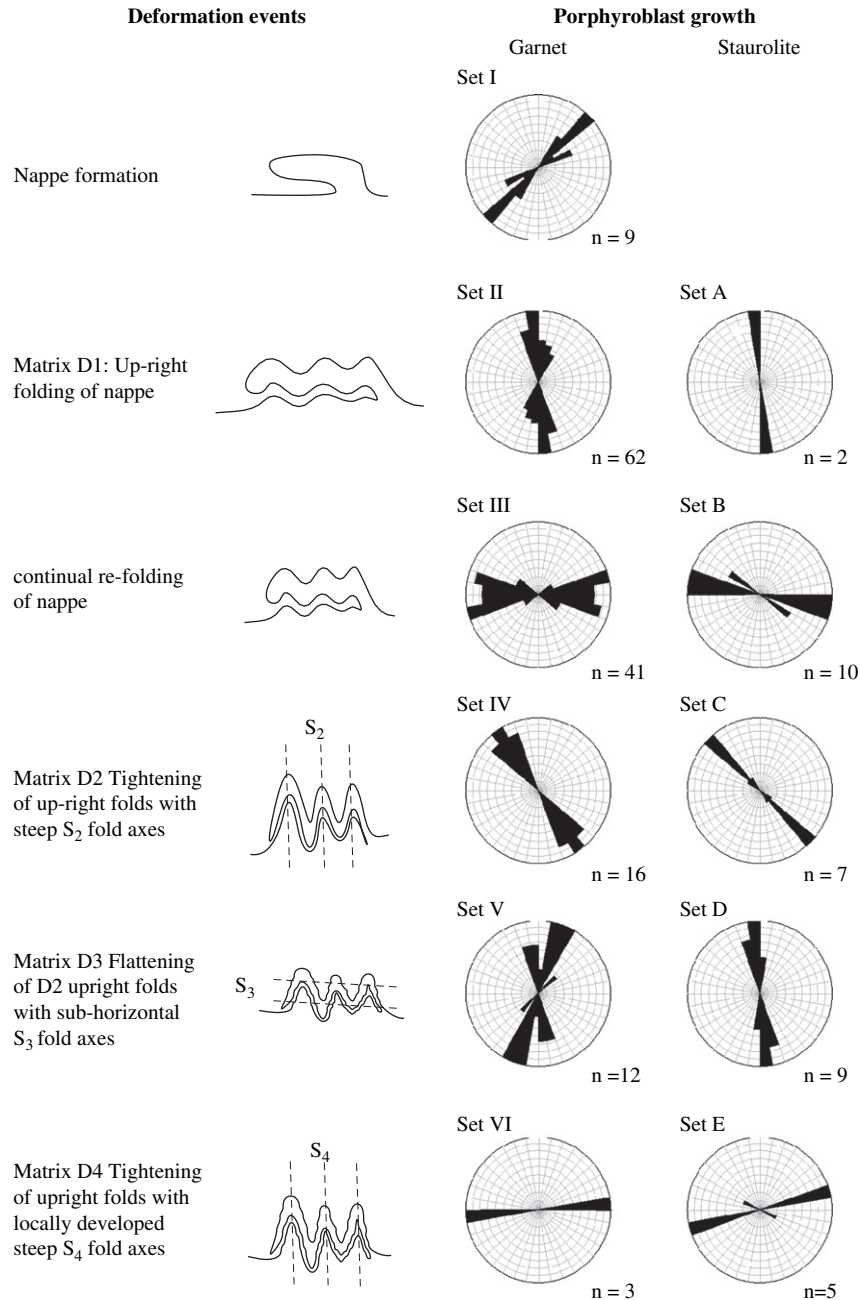 Deformation events
Porphyroblast growth
Garnet
Staurolite
Set I
Nappe formation
n = 9
Set II
Set A
Matrix D1: Up-right
folding of nappe
n = 62
n = 2
Set III
Set B
continual re-folding
of nappe
n = 41
n = 10
Set IV
Set C
S₂
Matrix D2 Tightening
of up-right folds with
steep S₂ fold axes
n = 16
n = 7
Set V
Set D
Matrix D3 Flattening
of D2 upright folds
with sub-horizontal
S₃ fold axes
S₃
n =12
n = 9
Set VI
Set E
S₄
Matrix D4 Tightening
of upright folds with
locally developed
steep S₄ fold axes
n = 3
n=5